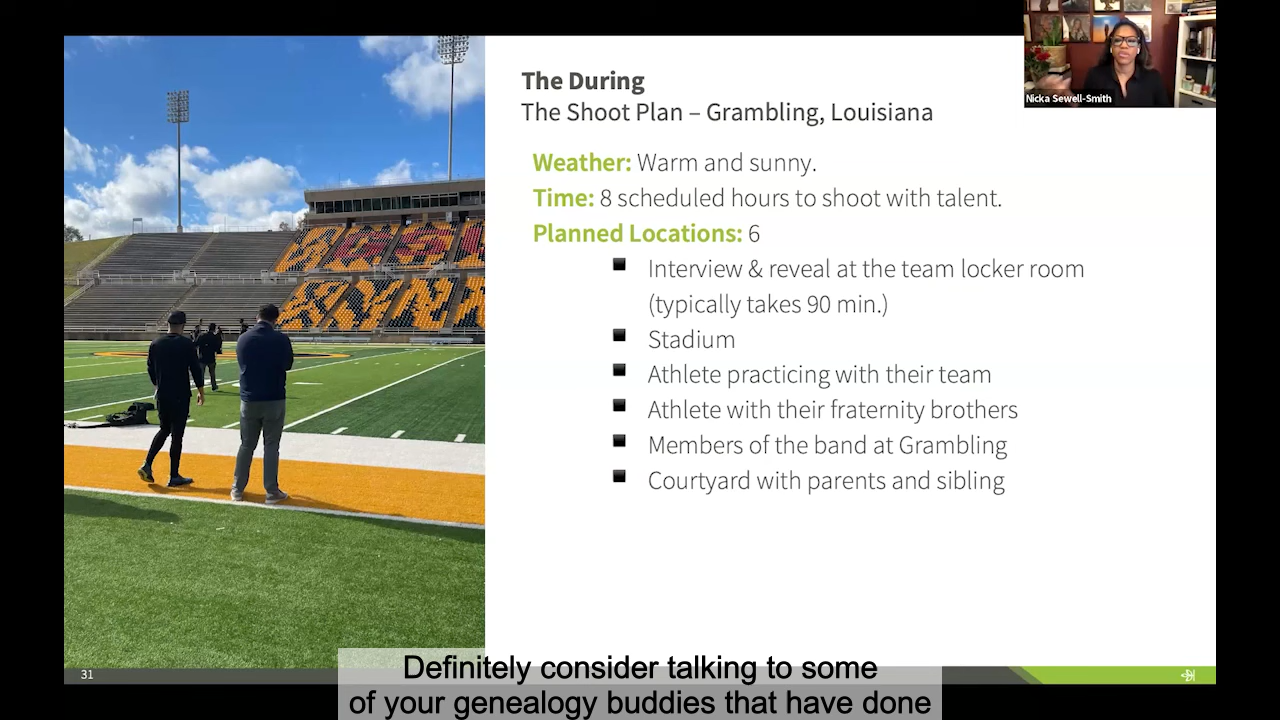 The During
The Shoot Plan – Grambling, Louisiana
Nicka Sewell-Smith
Weather: Warm and sunny.
Time: 8 scheduled hours to shoot with talent.
Planned Locations: 6
Interview & reveal at the team locker room
(typically takes 90 min.)
Stadium
Athlete practicing with their team
Athlete with their fraternity brothers
Members of the band at Grambling
Courtyard with parents and sibling
31
Definitely consider talking to some
of your genealogy buddies that have done